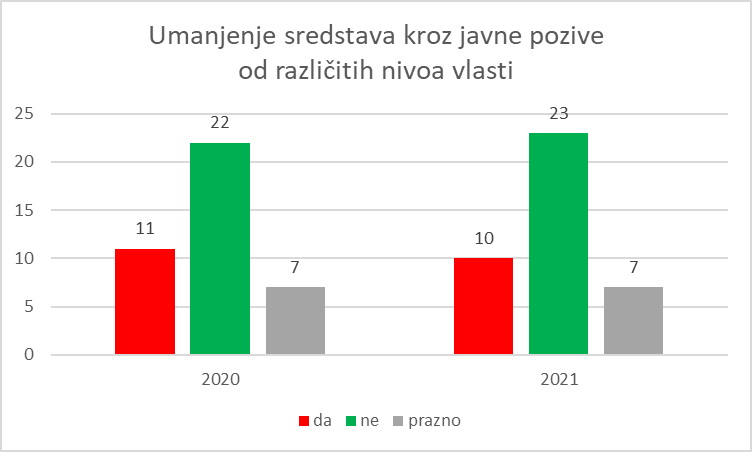 Umanjenje sredstava kroz javne pozive
od različitih nivoa vlasti
25
20
15
10
5
0
11
22
7
10
23
7
2020
2021
da
ne
prazno